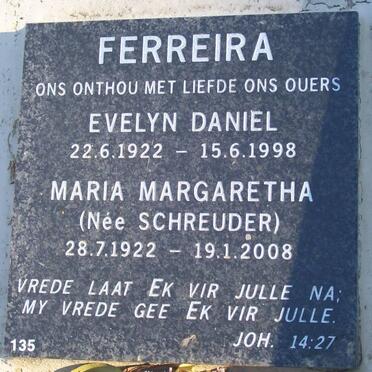 FERREIRA
ONS ONTHOU MET LIEFDE ONS OUERS
EVELYN DANIEL
22.6.1922 – 15.6.1998
MARIA MARGARETHA
(Née SCHREUDER)
28.7.1922 – 19.1.2008
VREDE LAAT EK VIR JULLE NA;
MY VREDE GEE EK VIR JULLE.
JOH. 14:27
135